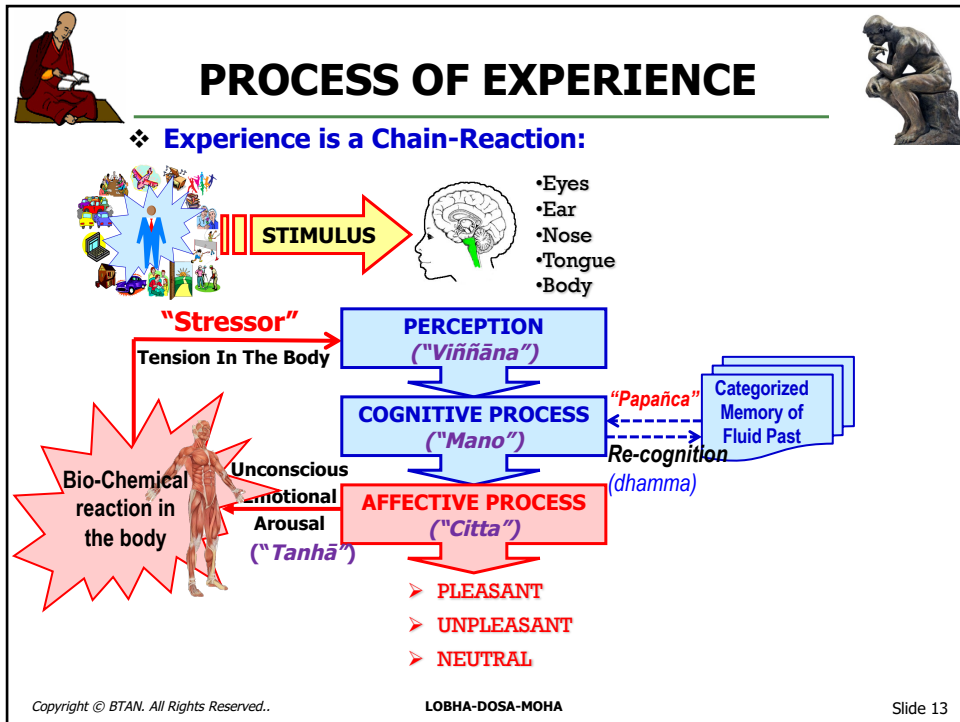 PROCESS OF EXPERIENCE
❖ Experience is a Chain-Reaction:
STIMULUS
•Eyes
•Ear
•Nose
•Tongue
•Body
"Stressor"
Tension In The Body
PERCEPTION
("Viññāna")
COGNITIVE PROCESS
("Mano")
"Papañca"
Re-cognition
(dhamma)
Categorized
Memory of
Fluid Past
AFFECTIVE PROCESS
("Citta")
Unconscious
Emotional
Arousal
("Tanhā")
Bio-Chemical
reaction in
the body
➢ PLEASANT
➢ UNPLEASANT
➢ NEUTRAL
Copyright © BTAN. All Rights Reserved..
LOBHA-DOSA-MOHA
Slide 13